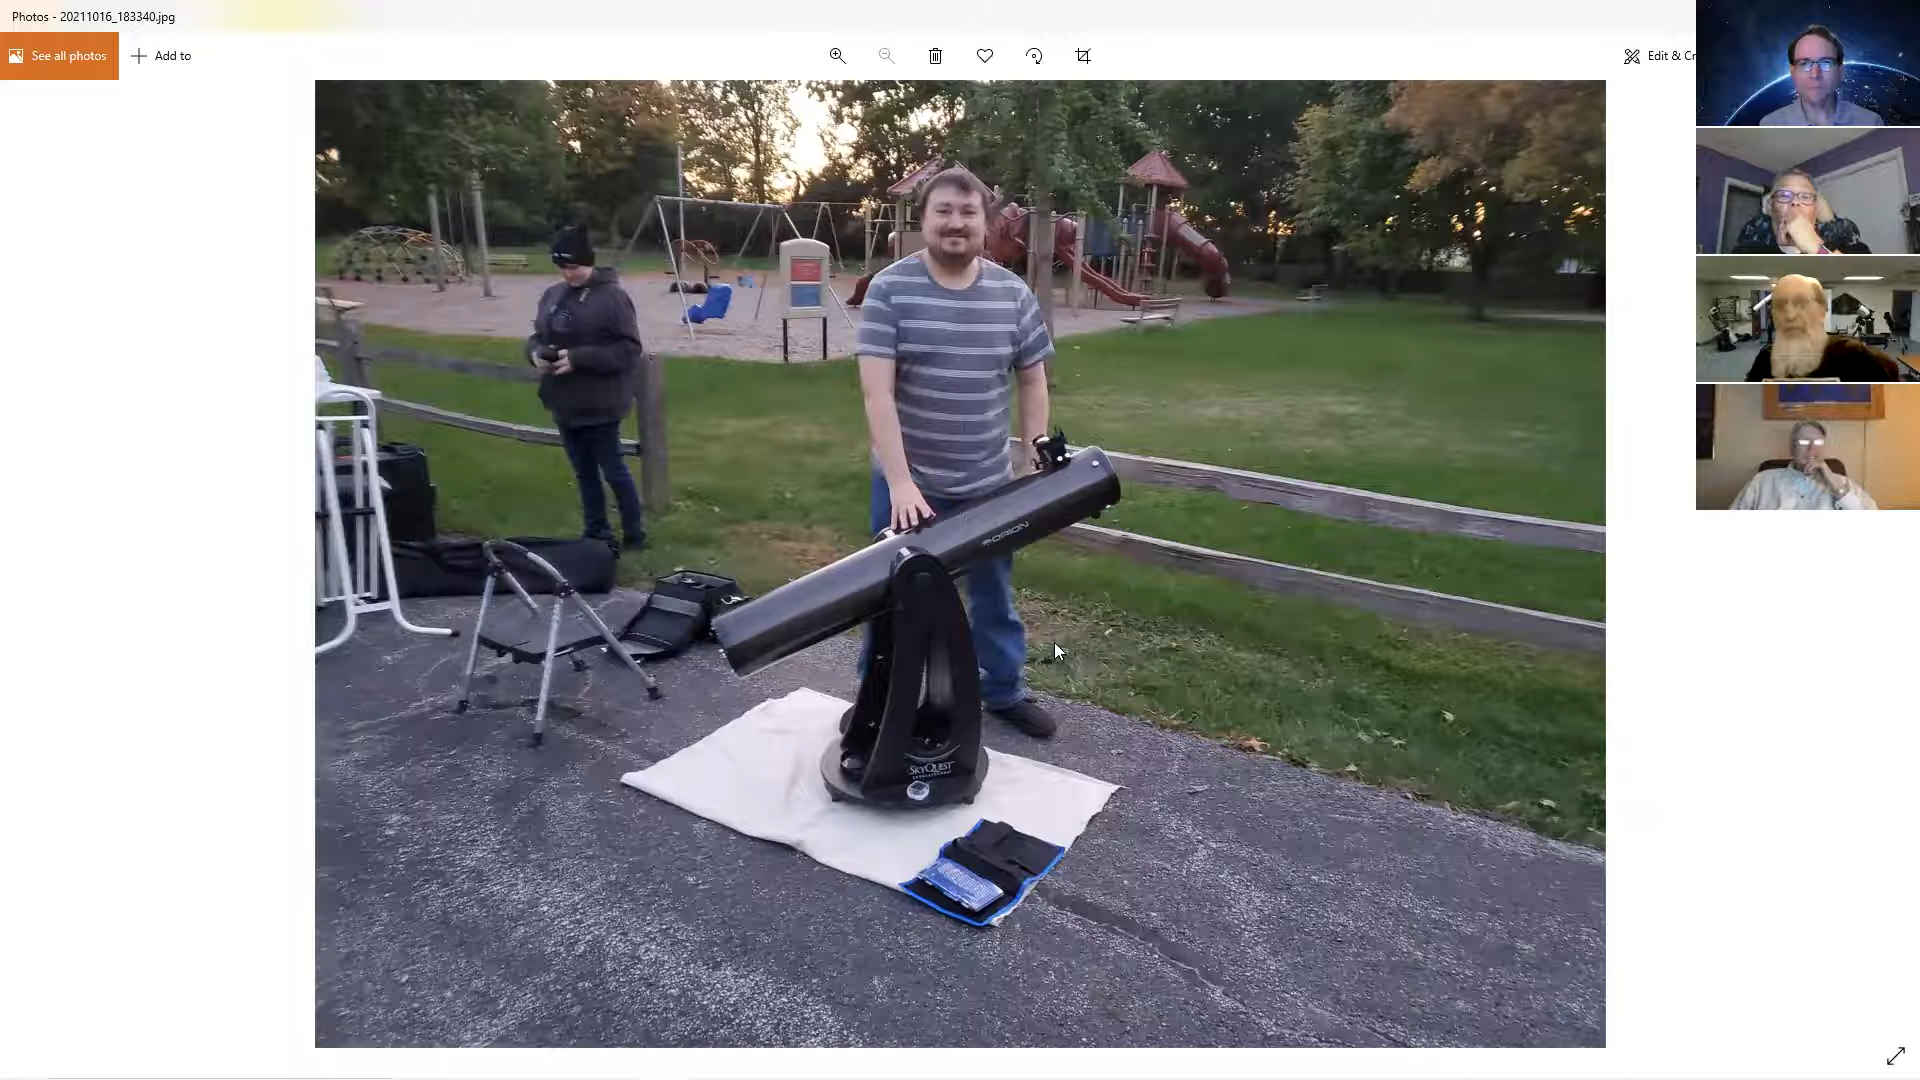 Photos - 20211016_183340.jpg
See all photos
Add to
Edit & Cr
ORION
SKYQUEST